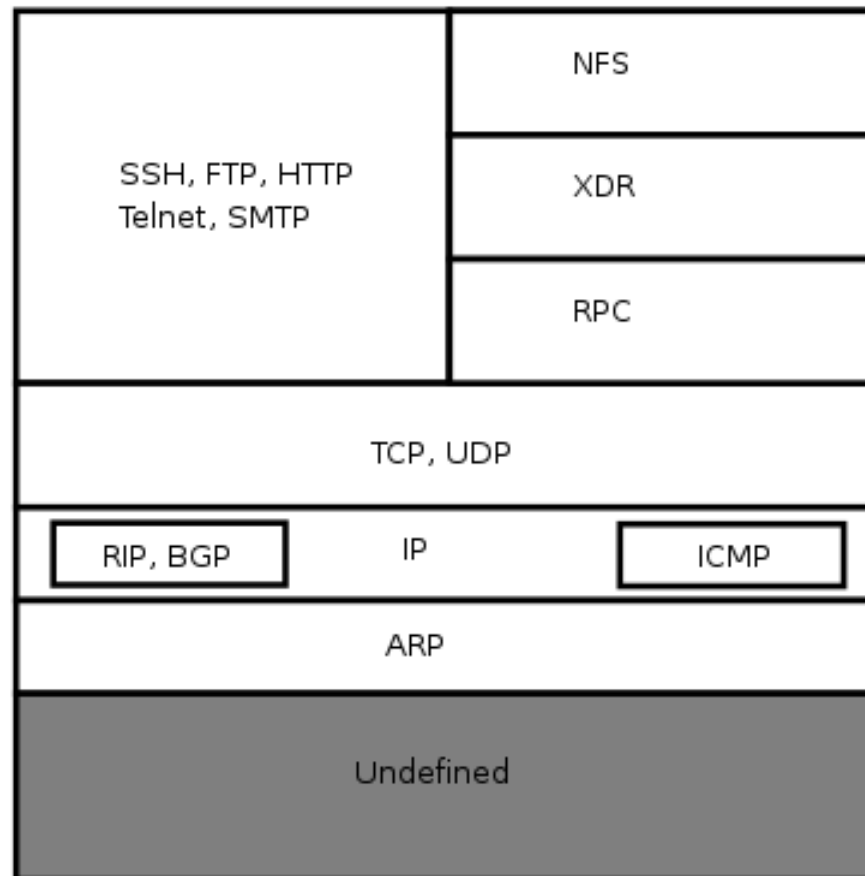 NFS
SSH, FTP, HTTP
Telnet, SMTP
XDR
RPC
TCP, UDP
RIP, BGP
IP
ICMP
ARP
Undefined